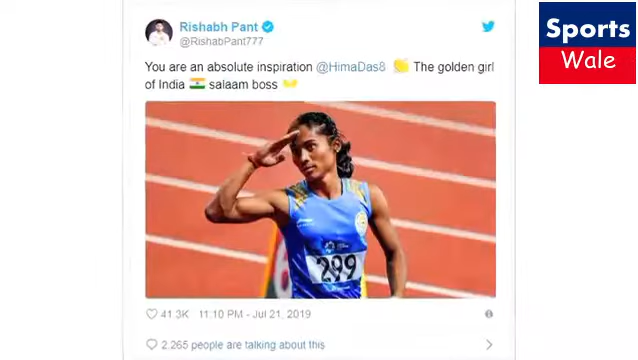 Rishabh Pant
@RishabPant777
Sports
Wale
You are an absolute inspiration @HimaDas8 👏 The golden girl
of India 🇮🇳 salaam boss
299
41.3K 11:10 PM - Jul 21, 2019
2,265 people are talking about this